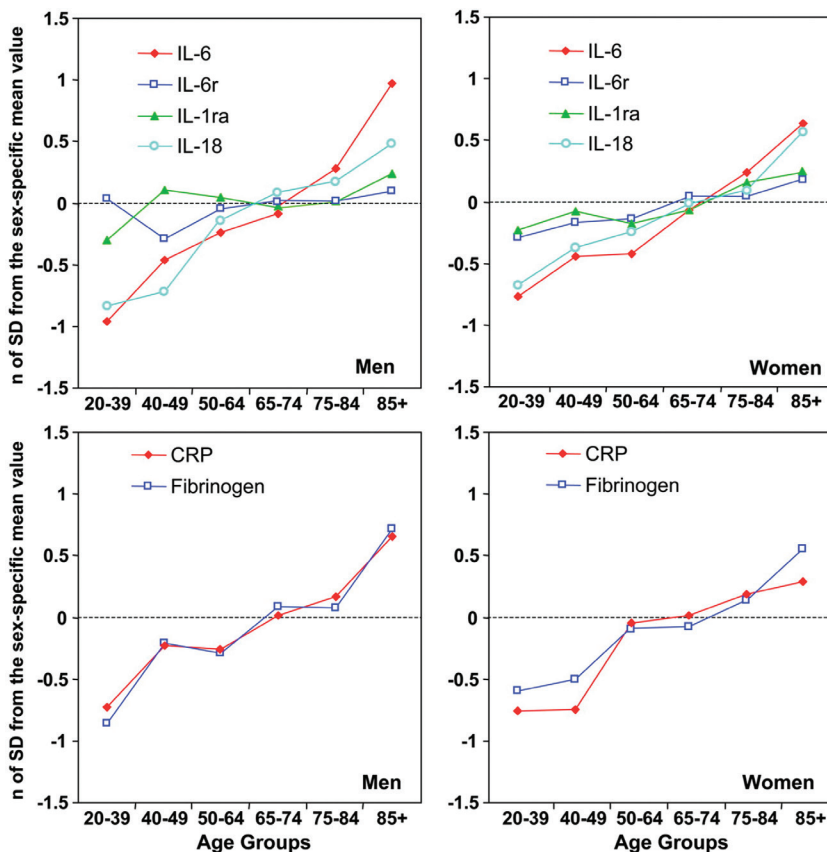 n of SD from the sex-specific mean value
1.5
1
0.5
0
-0.5
-1
-1.5
IL-6
IL-6r
IL-1ra
IL-18
Men
20-39 40-49 50-64 65-74 75-84 85+
1.5
1
0.5
0
-0.5
-1
-1.5
IL-6
IL-6r
IL-1ra
IL-18
Women
20-39 40-49 50-64 65-74 75-84 85+
n of SD from the sex-specific mean value
1.5
1
0.5
0
-0.5
-1
-1.5
CRP
Fibrinogen
Men
20-39 40-49 50-64 65-74 75-84 85+
Age Groups
1.5
1
0.5
0
-0.5
-1
-1.5
CRP
Fibrinogen
Women
20-39 40-49 50-64 65-74 75-84 85+
Age Groups